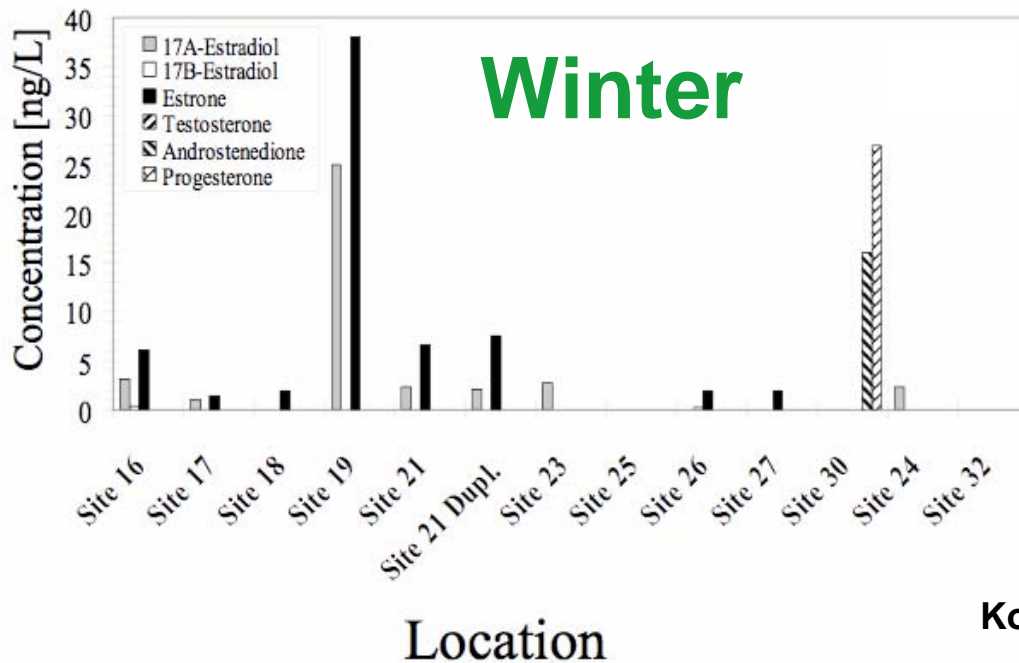 Winter
Concentration [ng/L]
40
35
30
25
20
15
10
5
0
17A-Estradiol
17B-Estradiol
Estrone
Testosterone
Androstenedione
Progesterone
Site 16
Site 17
Site 18
Site 19
Site 21
Site 21 Dupl.
Site 23
Site 25
Site 26
Site 27
Site 30
Site 24
Site 32
Location